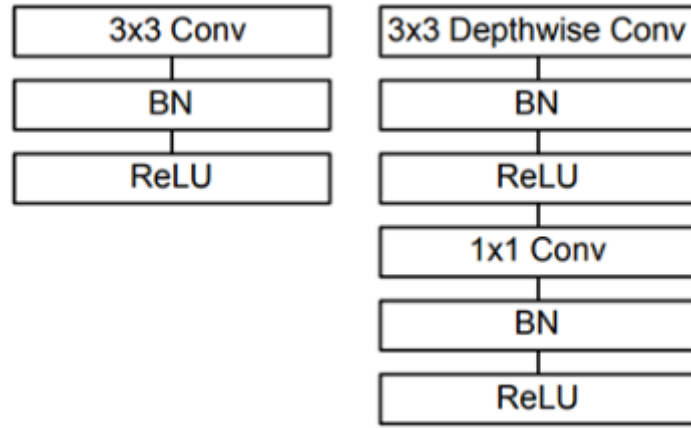 3x3 Conv
BN
ReLU
3x3 Depthwise Conv
BN
ReLU
1x1 Conv
BN
ReLU